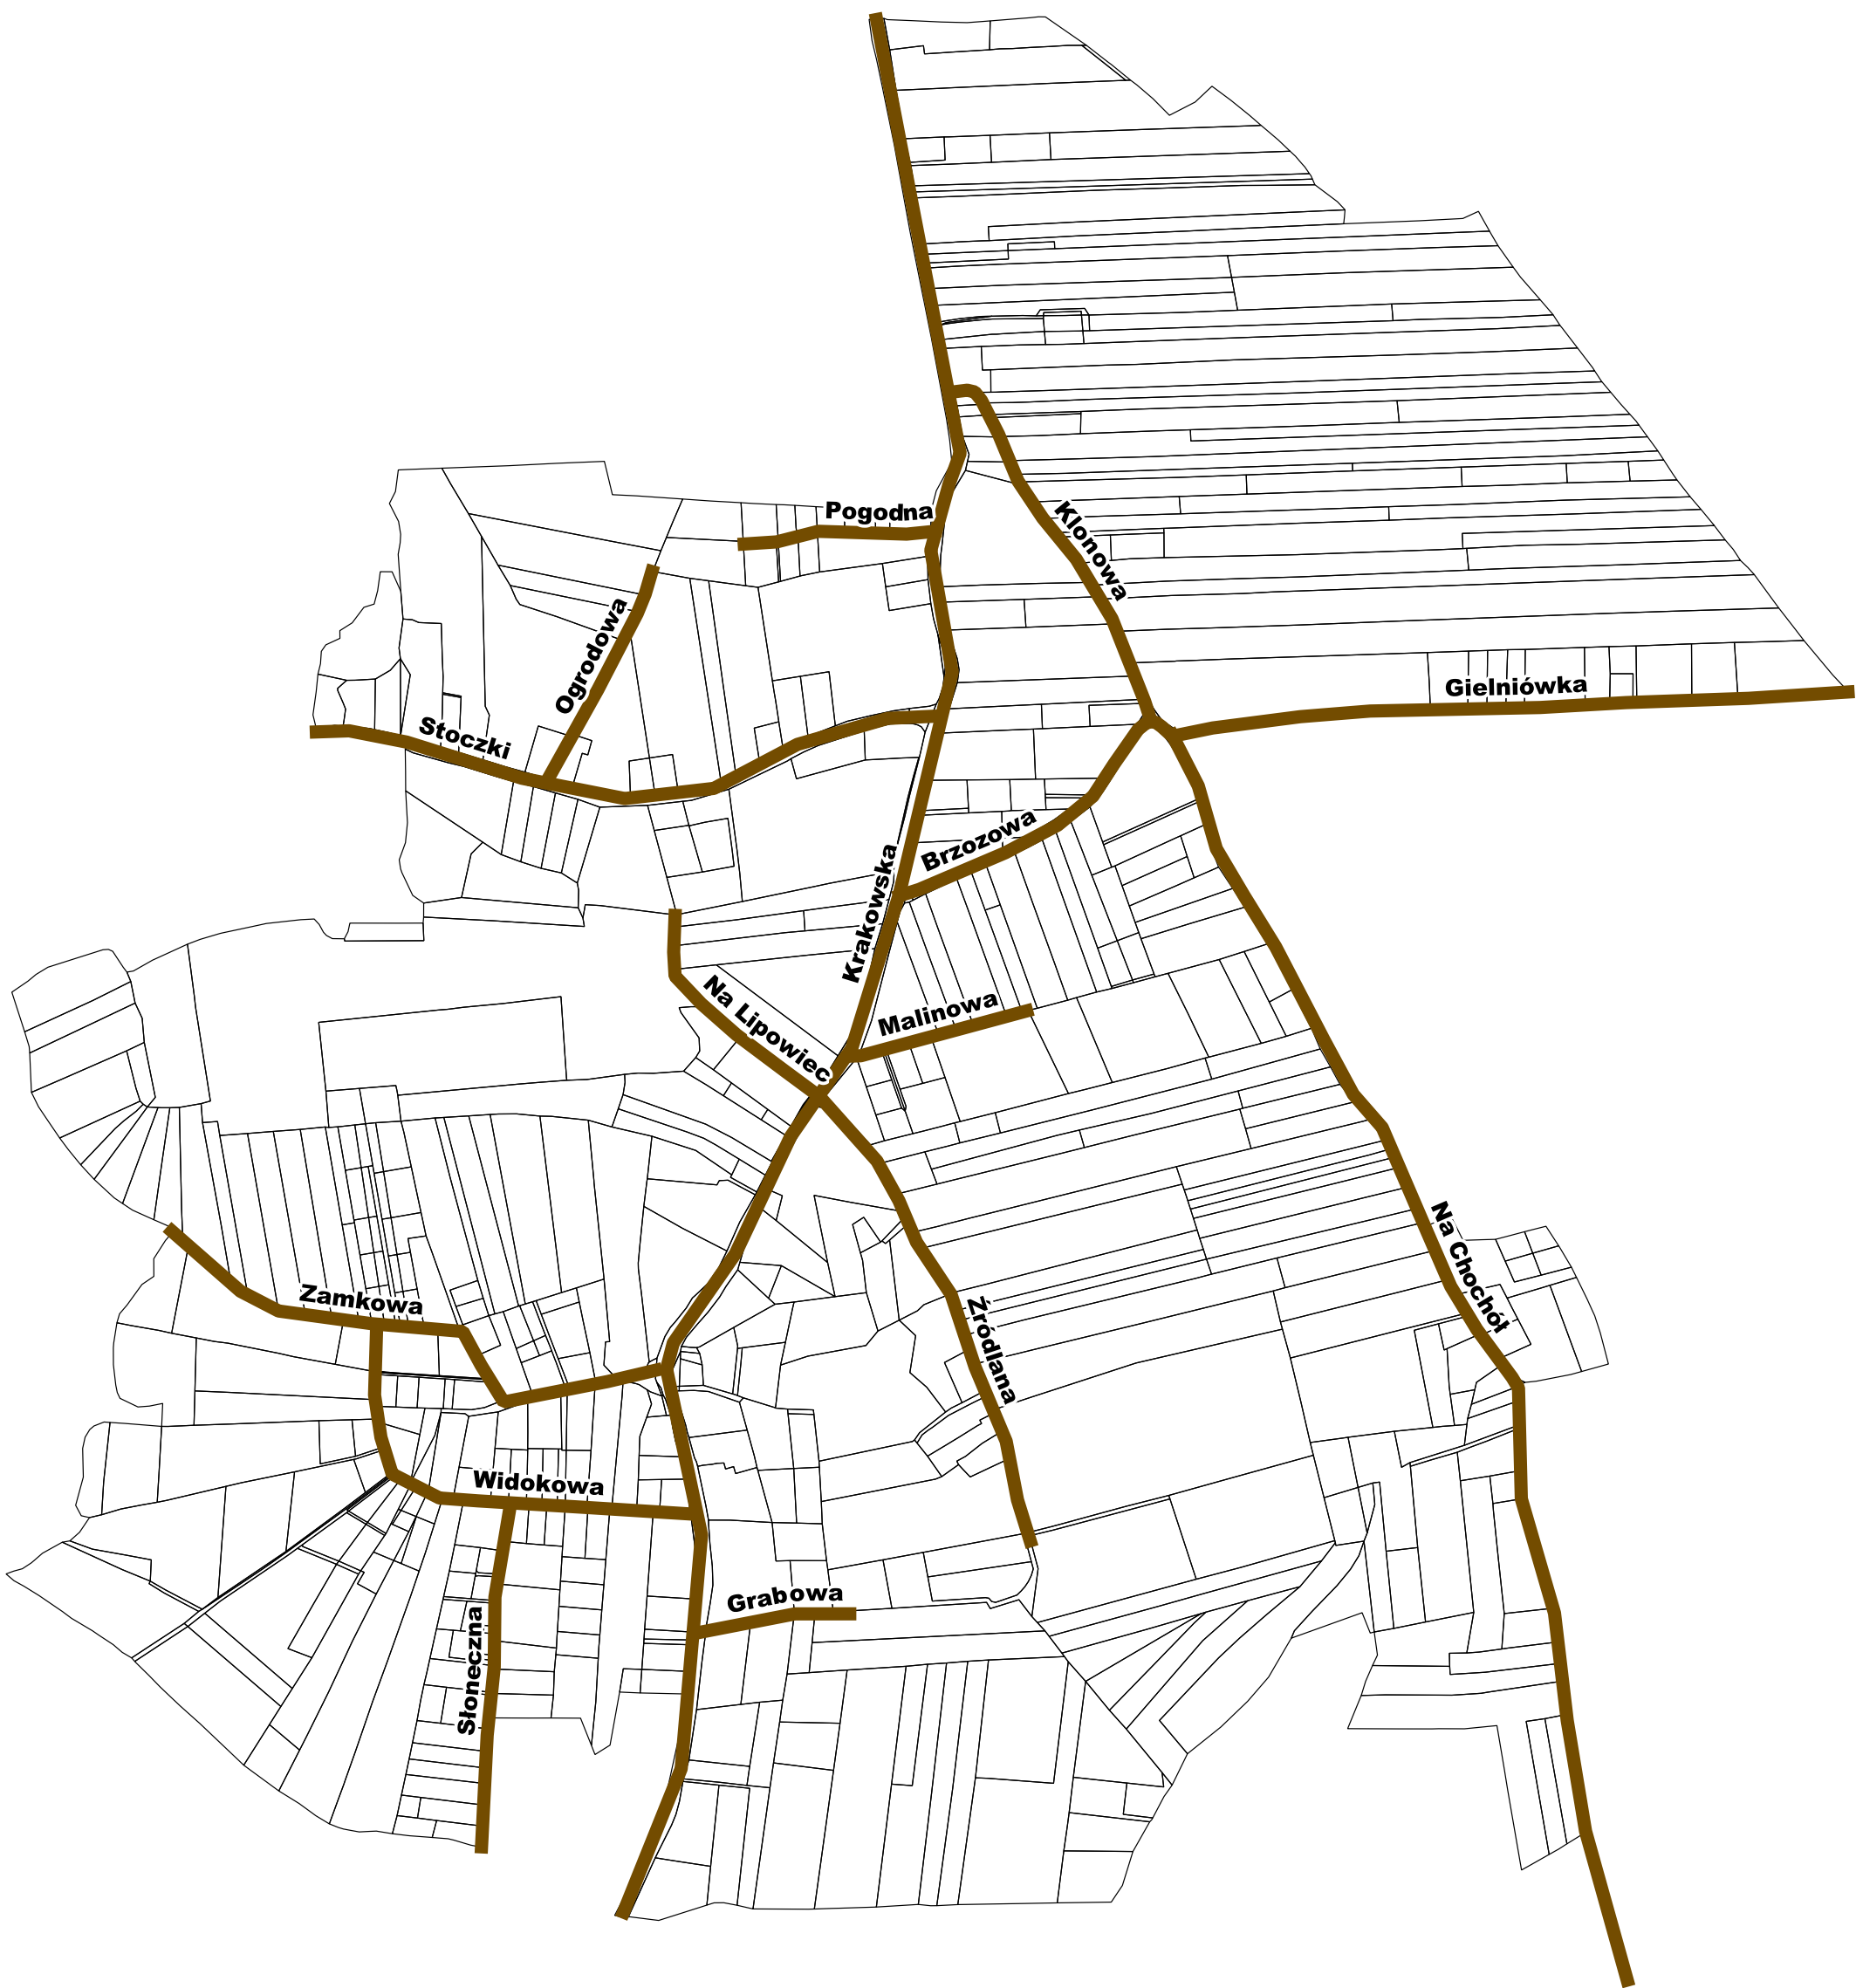 Pogodna
Klonowa
Ogrodowa
Gielniówka
Stoczki
Brzozowa
Krakowska
Na Lipowiec
Malinowa
Na Chochół
Zamkowa
Źródlana
Widokowa
Grabowa
Słoneczna